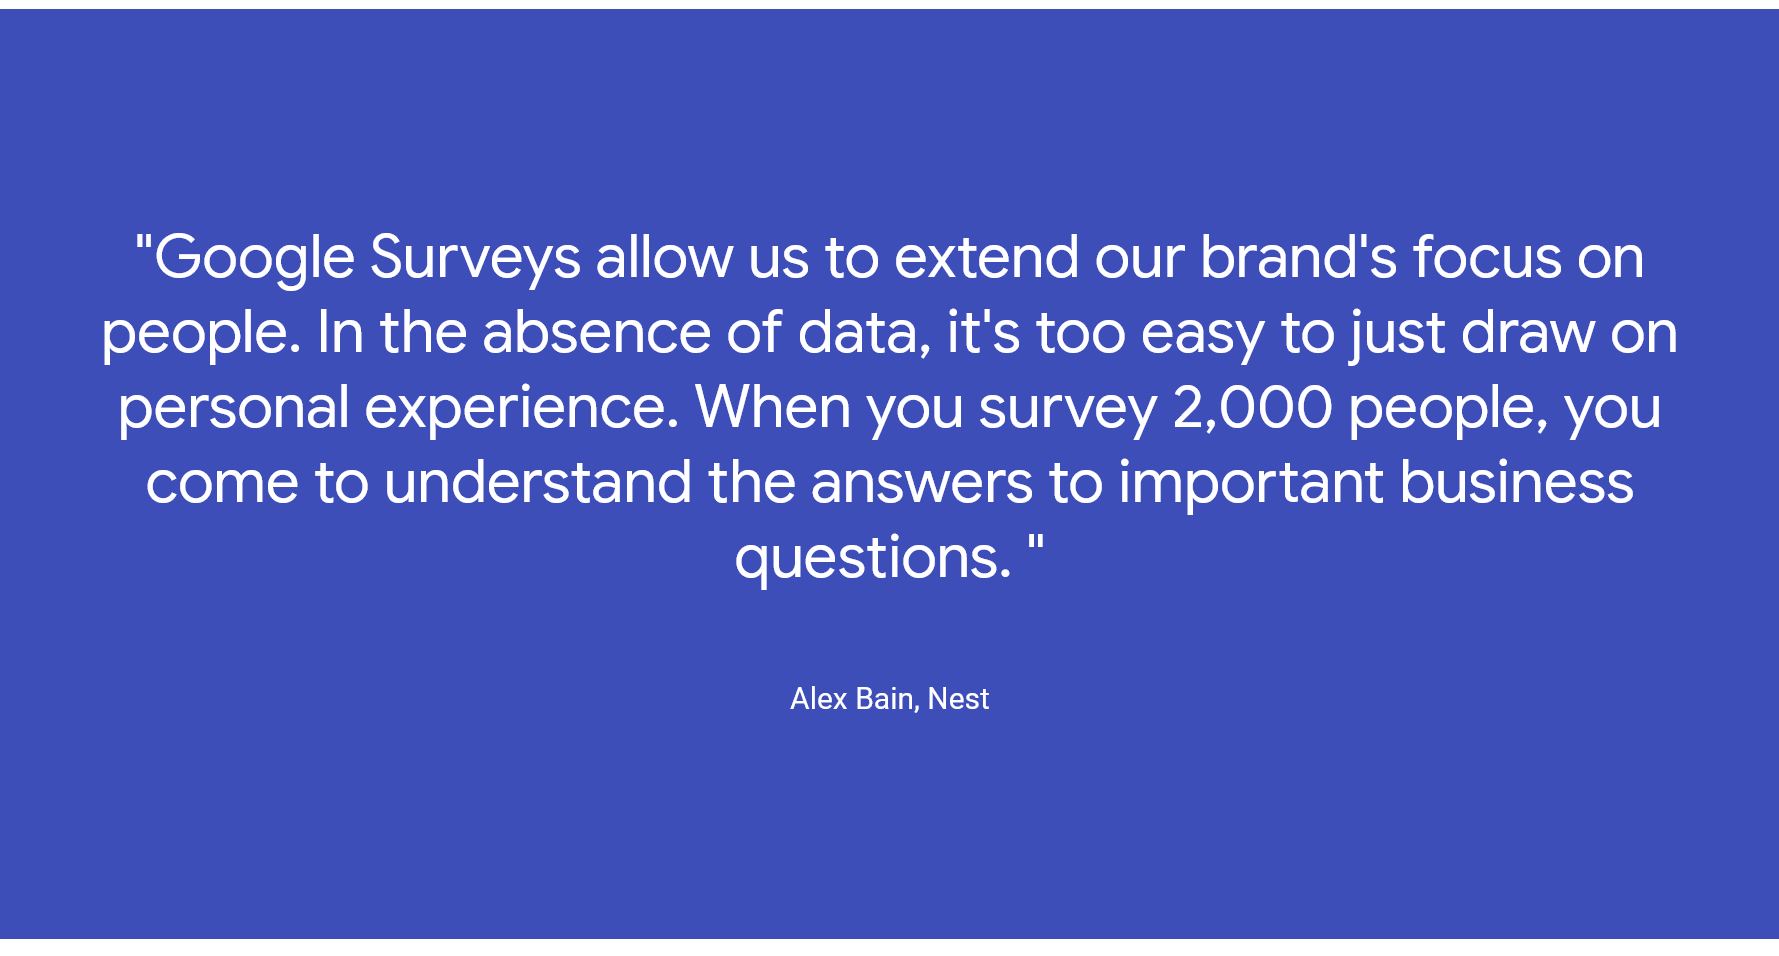 "Google Surveys allow us to extend our brand's focus on
people. In the absence of data, it's too easy to just draw on
personal experience. When you survey 2,000 people, you
come to understand the answers to important business
questions. "
Alex Bain, Nest